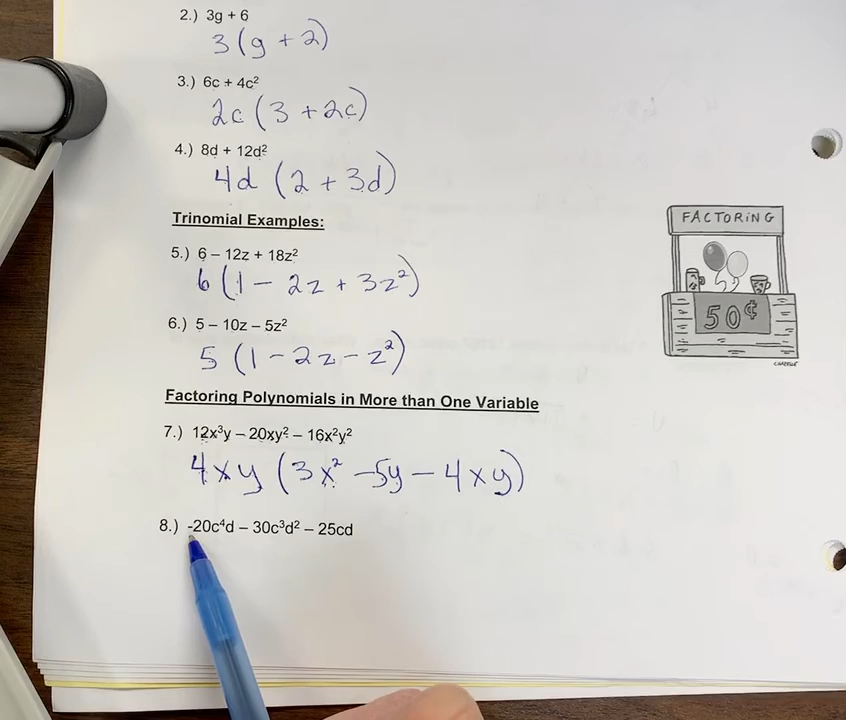 2.) 3g + 6
3(g + 2)
3.) 6c + 4c²
2c(3 + 2c)
4.) 8d + 12d²
4d (2 + 3d)
Trinomial Examples:
5.) 6 – 12z + 18z²
6(1 – 2z + 3z²)
6.) 5 – 10z – 5z²
5 (1 – 2z – z²)
Factoring Polynomials in More than One Variable
7.) 12x³y – 20xy² – 16x²y²
4xy (3x² – 5y – 4xy)
8.) -20c⁴d – 30c³d² – 25cd
FACTORING
50¢